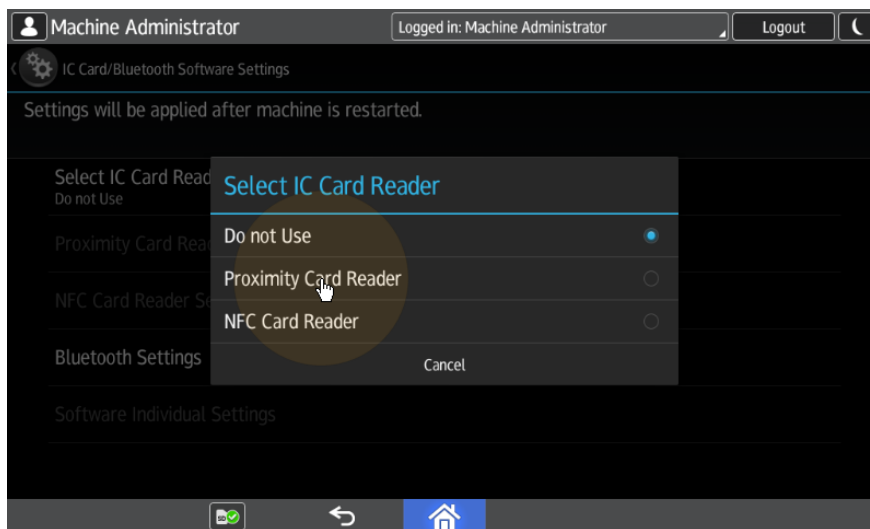 Machine Administrator
Logged in: Machine Administrator
Logout
IC Card/Bluetooth Software Settings
Settings will be applied after machine is restarted.
Select IC Card Read
Do not Use
Proximity Card Rea
NFC Card Reader Se
Bluetooth Settings
Software Individual Settings
Select IC Card Reader
Do not Use
Proximity Card Reader
NFC Card Reader
Cancel
SD